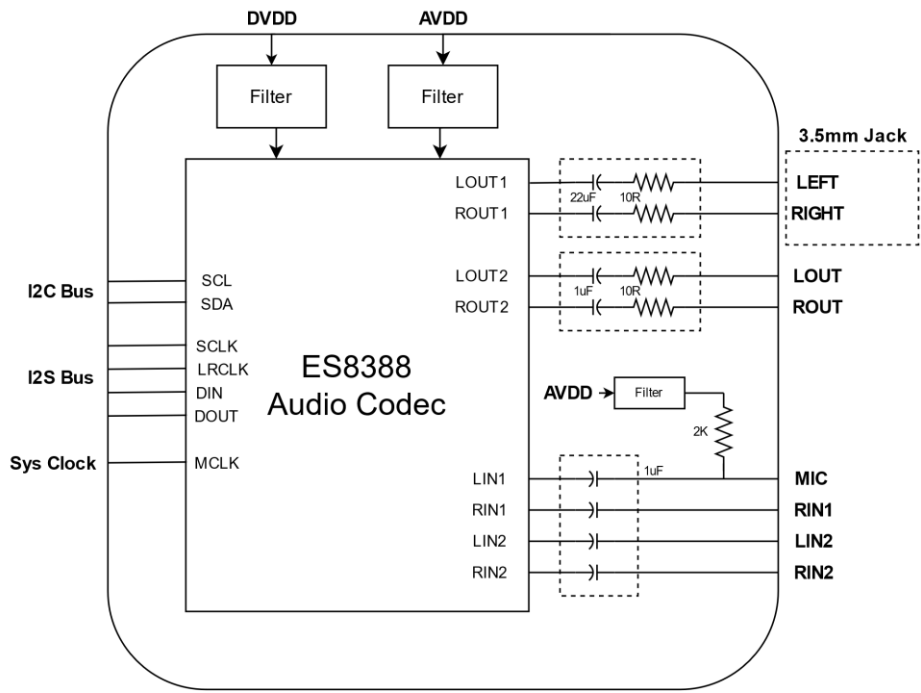 DVDD
AVDD
Filter
Filter
3.5mm Jack
LOUT1
22uF
10R
LEFT
ROUT1
RIGHT
LOUT2
1uF
10R
LOUT
ROUT2
ROUT
I2C Bus
SCL
SDA
I2S Bus
SCLK
LRCLK
DIN
DOUT
Sys Clock
MCLK
ES8388
Audio Codec
AVDD
Filter
2K
LIN1
1uF
MIC
RIN1
RIN1
LIN2
LIN2
RIN2
RIN2